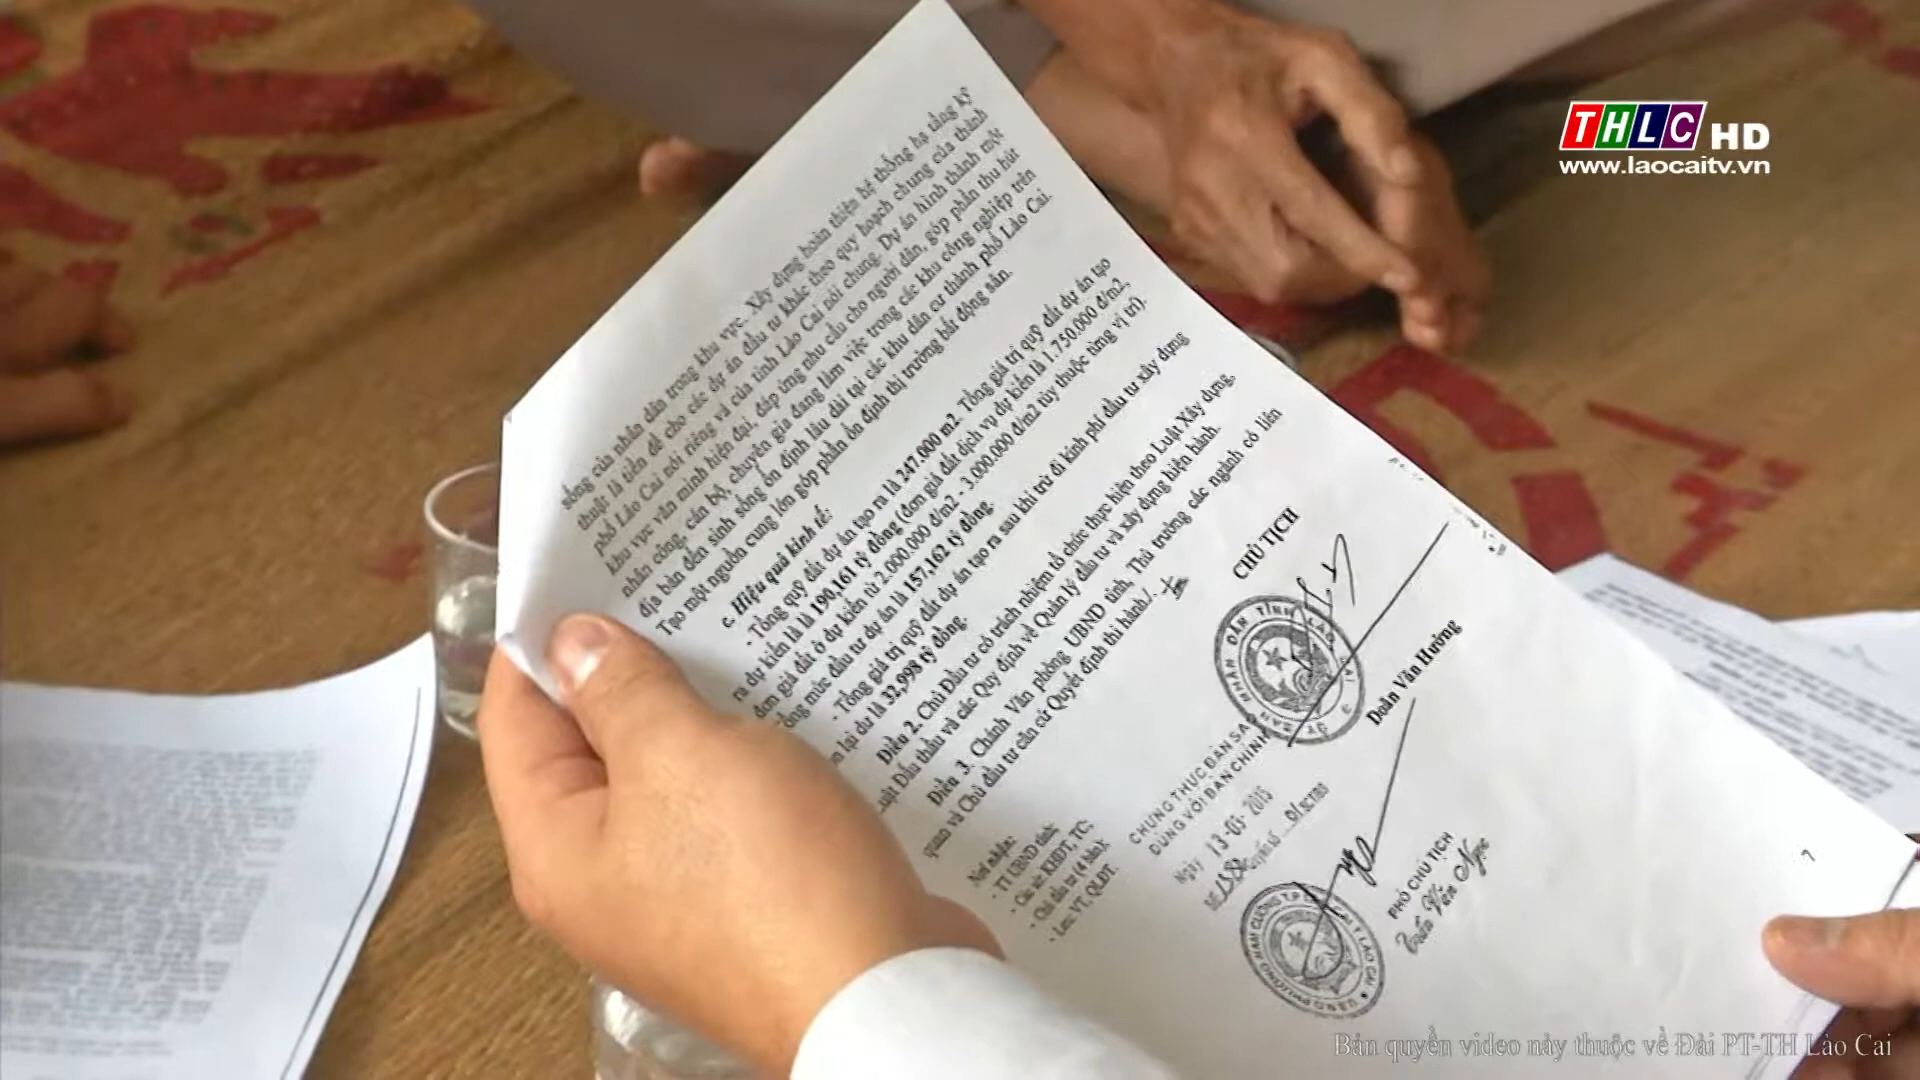 THLC HD
www.laocaitv.vn
sống của nhân dân trong khu vực. Xây dựng hoàn thiện hệ thống hạ tầng kỹ
thuật là tiền đề cho các dự án đầu tư khác theo quy hoạch chung của thành
phố Lào Cai nói riêng và của tỉnh Lào Cai nói chung. Dự án hình thành một
khu vực văn minh hiện đại, đáp ứng nhu cầu cho người dân, góp phần thu hút
nhân công, cán bộ, chuyên gia đang làm việc trong các khu công nghiệp trên
địa bàn đến sinh sống ổn định lâu dài tại các khu dân cư thành phố Lào Cai.
Tạo một nguồn cung lớn góp phần ổn định thị trường bất động sản.
c. Hiệu quả kinh tế:
- Tổng quỹ đất dự án tạo ra là 247.000 m2. Tổng giá trị quỹ đất dự án tạo
ra dự kiến là là 190,161 tỷ đồng (đơn giá đất dịch vụ dự kiến là 1.750.000 đ/m2,
đơn giá đất ở dự kiến từ 2.000.000 đ/m2 - 3.000.000 đ/m2 tùy thuộc từng vị trí).
ổng mức đầu tư dự án là 157,162 tỷ đồng.
- Tổng giá trị quỹ đất dự án tạo ra sau khi trừ đi kinh phí đầu tư xây dựng
n lại dư là 32,998 tỷ đồng.
Điều 2. Chủ Đầu tư có trách nhiệm tổ chức thực hiện theo Luật Xây dựng,
uật Đấu thầu và các Quy định về Quản lý đầu tư và xây dựng hiện hành.
Điều 3. Chánh Văn phòng UBND tỉnh, Thủ trưởng các ngành có liên
quan và Chủ đầu tư căn cứ Quyết định thi hành./.
CHỦ TỊCH
Doãn Văn Hưởng
Nơi nhận:
- TT UBND tỉnh;
- Các sở: KHĐT, TC;
- Chủ đầu tư (4 bản);
- Lưu: VT, QLĐT.
CHỨNG THỰC BẢN SAO
ĐÚNG VỚI BẢN CHÍNH
Ngày 13-03-2015
PHÓ CHỦ TỊCH
Trần Văn Ngọc
7
Bản quyền video này thuộc về Đài PT-TH Lào Cai